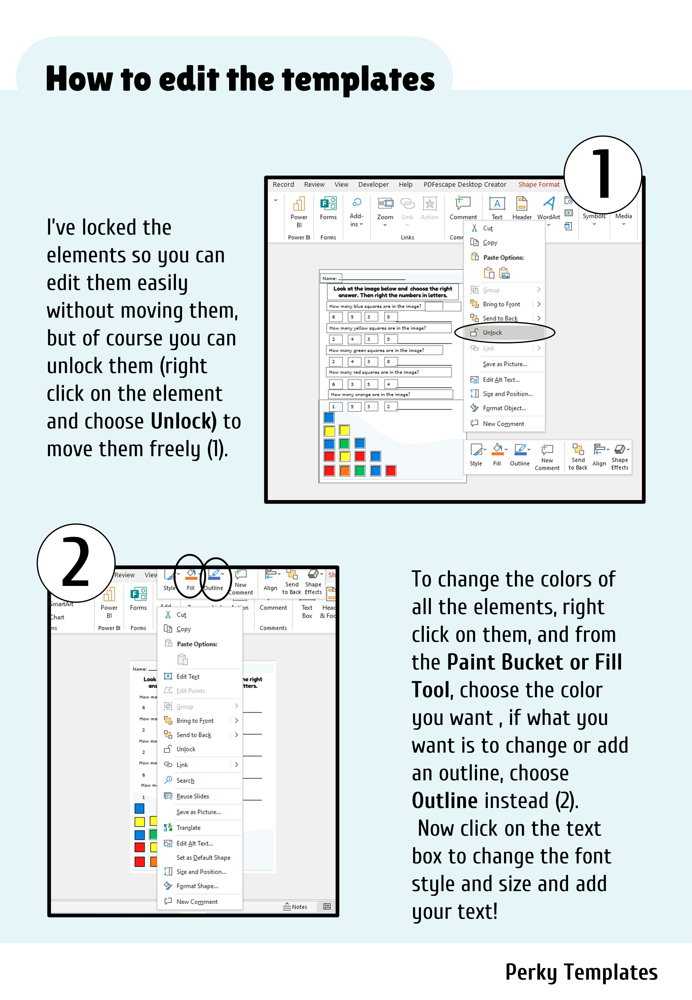 How to edit the templates
1
I've locked the
elements so you can
edit them easily
without moving them,
but of course you can
unlock them (right
click on the element
and choose Unlock) to
move them freely (1).
Record Review View Developer Help PDFescape Desktop Creator Shape Format
Power BI Forms Add-ins Zoom Link Action Comment Text Header WordArt Symbols Media
Power BI Forms Links Comr
Cut
Copy
Paste Options:
Group
Bring to Front
Send to Back
Unlock
Link
Save as Picture...
Edit Alt Text...
Size and Position...
Format Object...
New Comment
Style Fill Outline New Comment Send to Back Align Shape Effects
Name:
Look at the image below and choose the right
answer. Then right the numbers in letters.
How many blue squares are in the image?
6 5 3 8
How many yellow squares are in the image?
2 4 3 5
How many green squares are in the image?
2 4 3 8
How many red squares are in the image?
6 3 5 4
How many orange are in the image?
1 5 3 2
2
Review View Sh
Style Fill Outline New Comment Align Send to Back Shape Effects
SmartArt
Chart
ns
Power BI Forms Comment Text Box Head & Foo
Power BI Forms Comments
Cut
Copy
Paste Options:
Edit Text
Edit Points
Group
Bring to Front
Send to Back
Unlock
Link
Search
Reuse Slides
Save as Picture...
Translate
Edit Alt Text...
Set as Default Shape
Size and Position...
Format Shape...
New Comment
Name:
Look he right
ans tters.
How ma
6
How ma
2
How ma
2
How ma
6
How m
1
Notes
To change the colors of
all the elements, right
click on them, and from
the Paint Bucket or Fill
Tool, choose the color
you want , if what you
want is to change or add
an outline, choose
Outline instead (2).
Now click on the text
box to change the font
style and size and add
your text!
Perky Templates